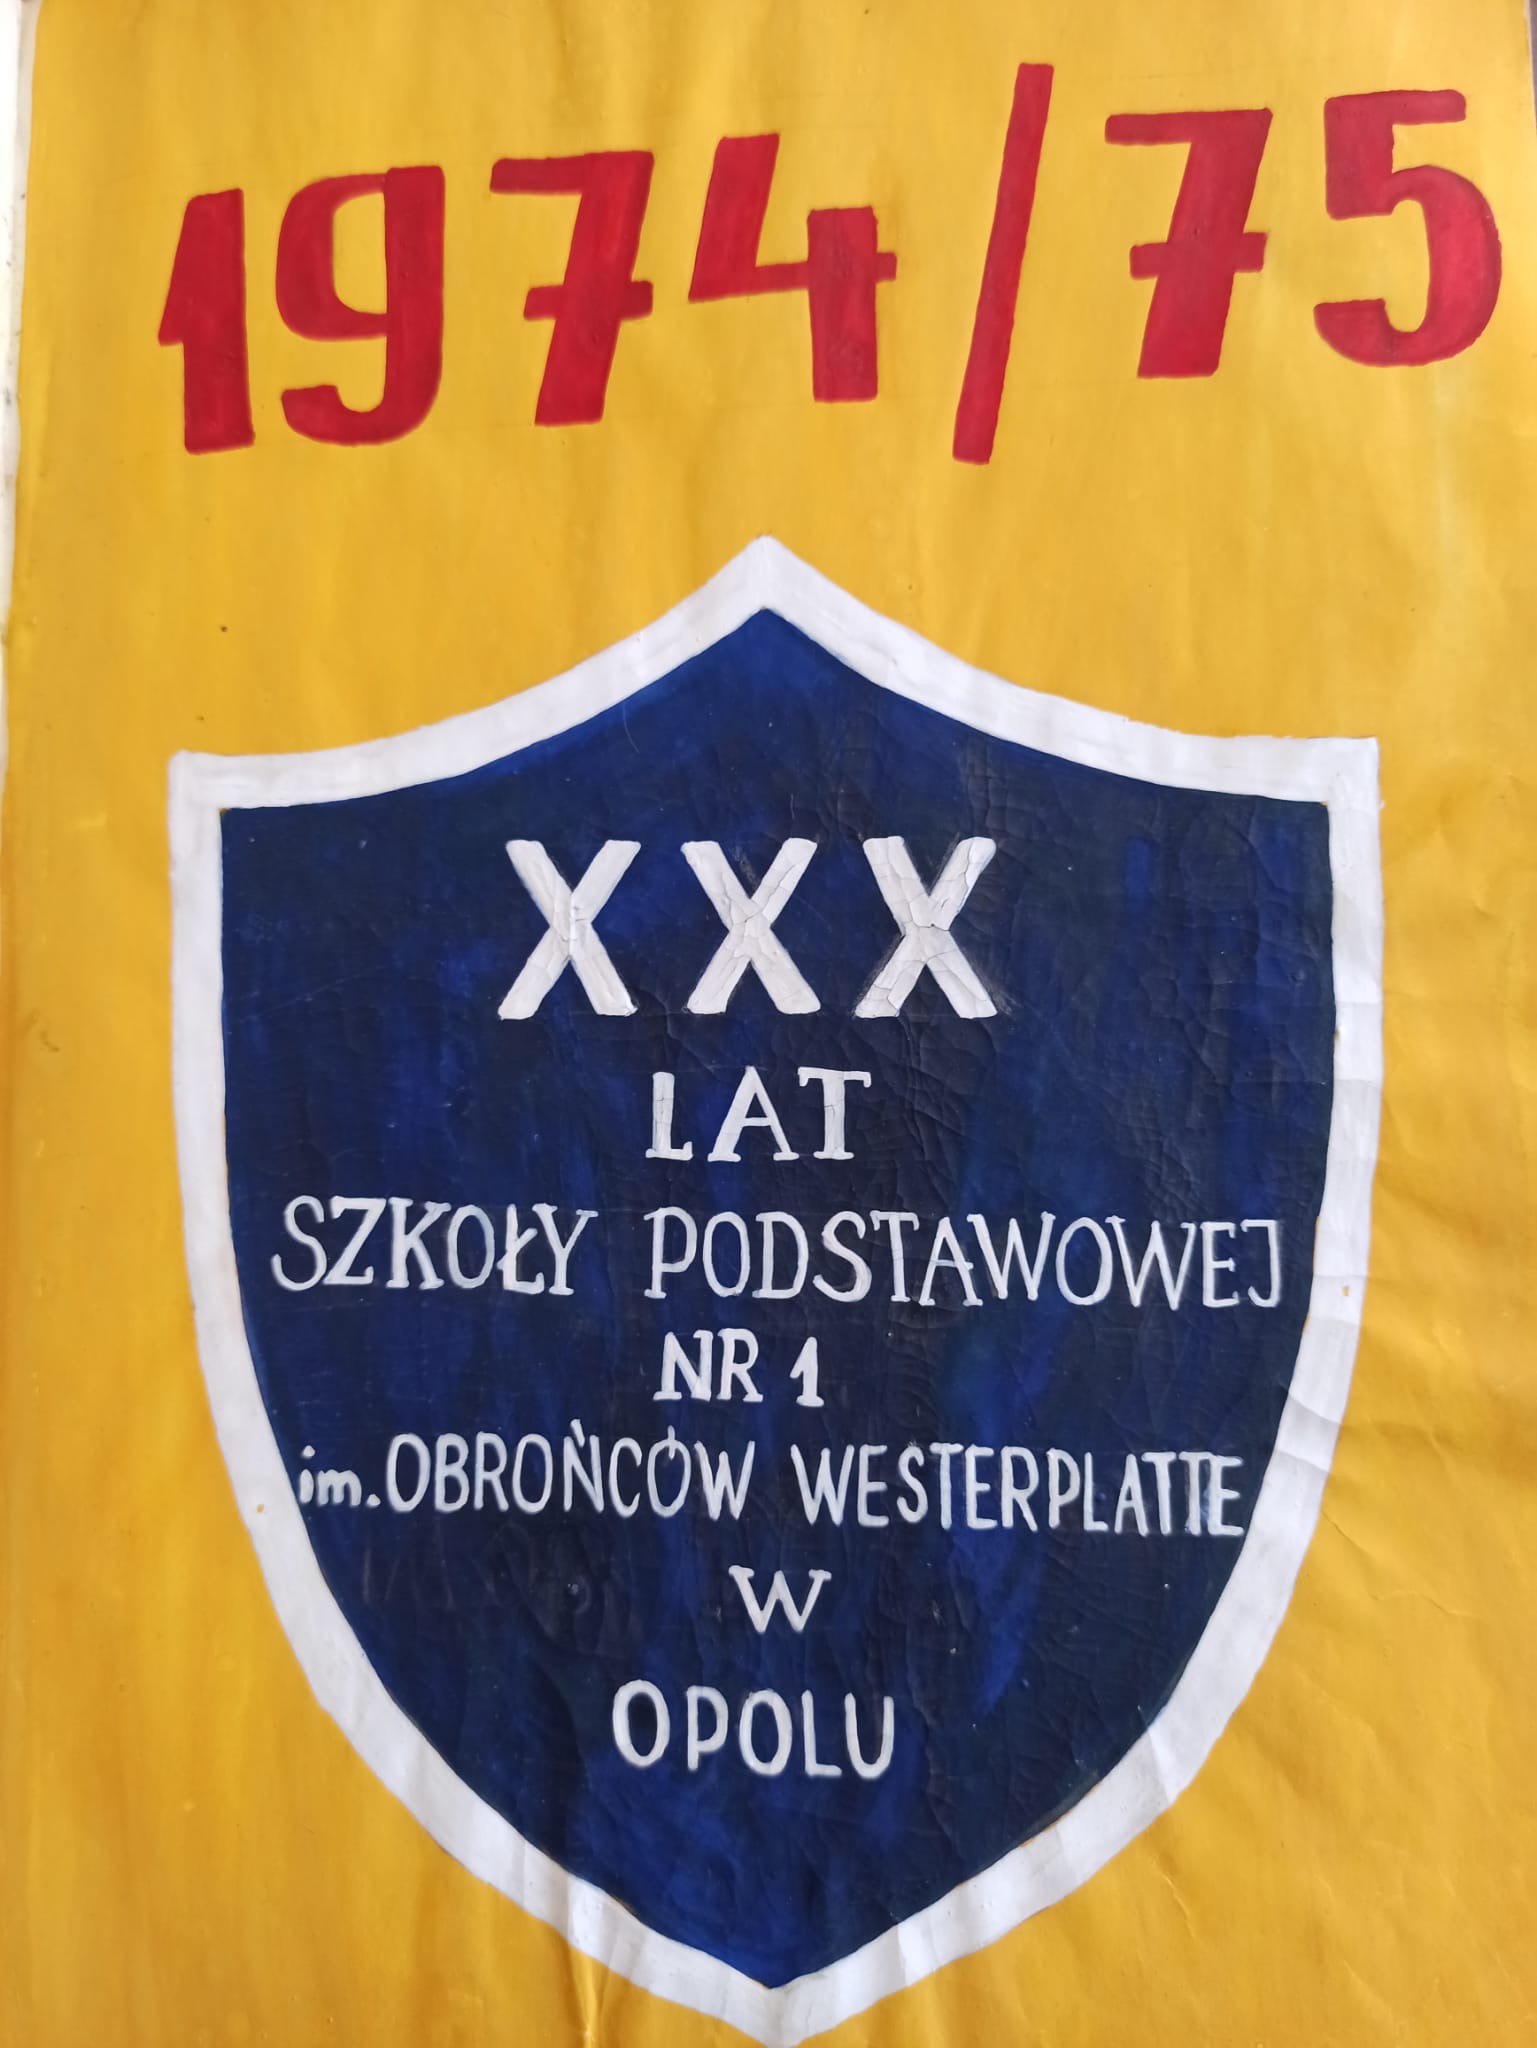 1974/75
XXX
LAT
SZKOŁY PODSTAWOWEJ
NR 1
im. OBROŃCÓW WESTERPLATTE
W
OPOLU